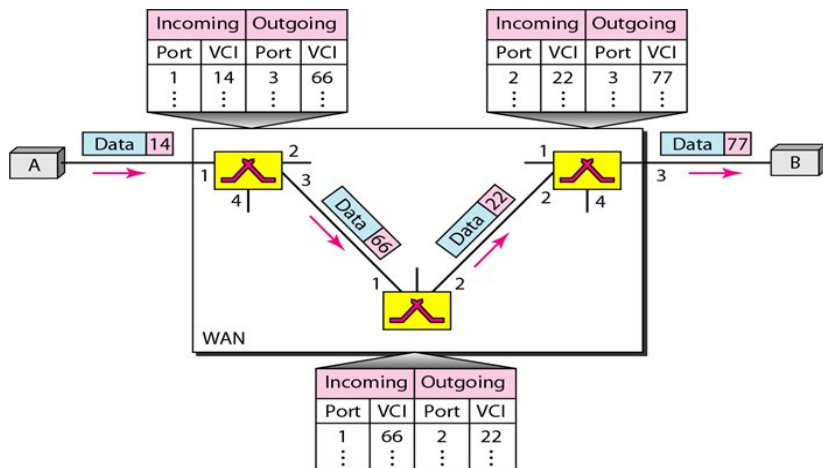 Incoming Outgoing
Port VCI Port VCI
1 14 3 66
⋮ ⋮ ⋮ ⋮
Incoming Outgoing
Port VCI Port VCI
2 22 3 77
⋮ ⋮ ⋮ ⋮
A
Data 14
1
2
3
4
Data 66
Data 22
1
2
3
4
Data 77
B
1
2
WAN
Incoming Outgoing
Port VCI Port VCI
1 66 2 22
⋮ ⋮ ⋮ ⋮